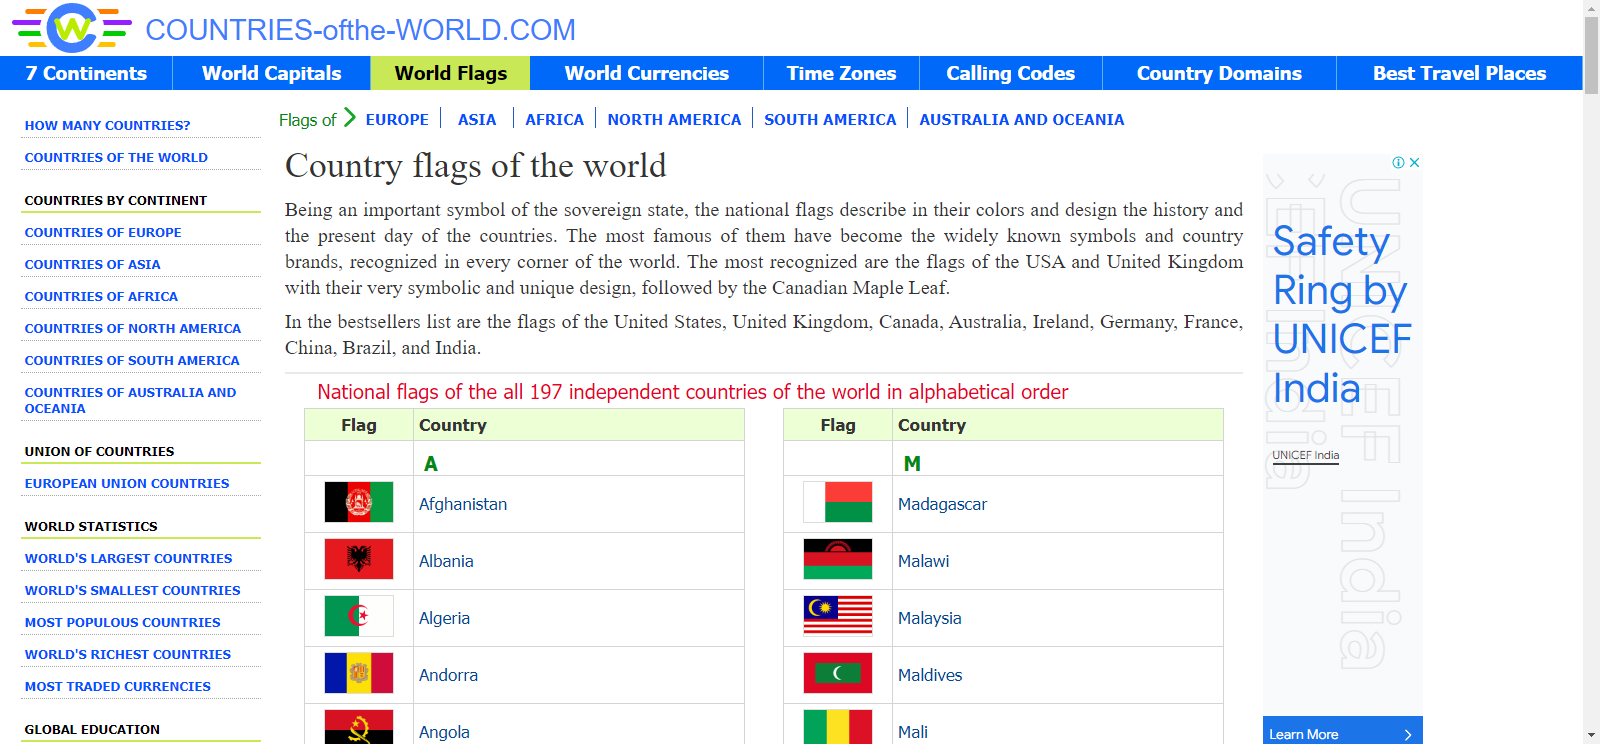 COUNTRIES-ofthe-WORLD.COM
7 Continents
World Capitals
World Flags
World Currencies
Time Zones
Calling Codes
Country Domains
Best Travel Places
HOW MANY COUNTRIES?
COUNTRIES OF THE WORLD
COUNTRIES BY CONTINENT
COUNTRIES OF EUROPE
COUNTRIES OF ASIA
COUNTRIES OF AFRICA
COUNTRIES OF NORTH AMERICA
COUNTRIES OF SOUTH AMERICA
COUNTRIES OF AUSTRALIA AND
OCEANIA
UNION OF COUNTRIES
EUROPEAN UNION COUNTRIES
WORLD STATISTICS
WORLD'S LARGEST COUNTRIES
WORLD'S SMALLEST COUNTRIES
MOST POPULOUS COUNTRIES
WORLD'S RICHEST COUNTRIES
MOST TRADED CURRENCIES
GLOBAL EDUCATION
Flags of EUROPE ASIA AFRICA NORTH AMERICA SOUTH AMERICA AUSTRALIA AND OCEANIA
Country flags of the world
Being an important symbol of the sovereign state, the national flags describe in their colors and design the history and
the present day of the countries. The most famous of them have become the widely known symbols and country
brands, recognized in every corner of the world. The most recognized are the flags of the USA and United Kingdom
with their very symbolic and unique design, followed by the Canadian Maple Leaf.
In the bestsellers list are the flags of the United States, United Kingdom, Canada, Australia, Ireland, Germany, France,
China, Brazil, and India.
National flags of the all 197 independent countries of the world in alphabetical order
Flag Country
A
Afghanistan
Albania
Algeria
Andorra
Angola
Flag Country
M
Madagascar
Malawi
Malaysia
Maldives
Mali
Safety
Ring by
UNICEF
India
UNICEF India
UNICEF India
Learn More